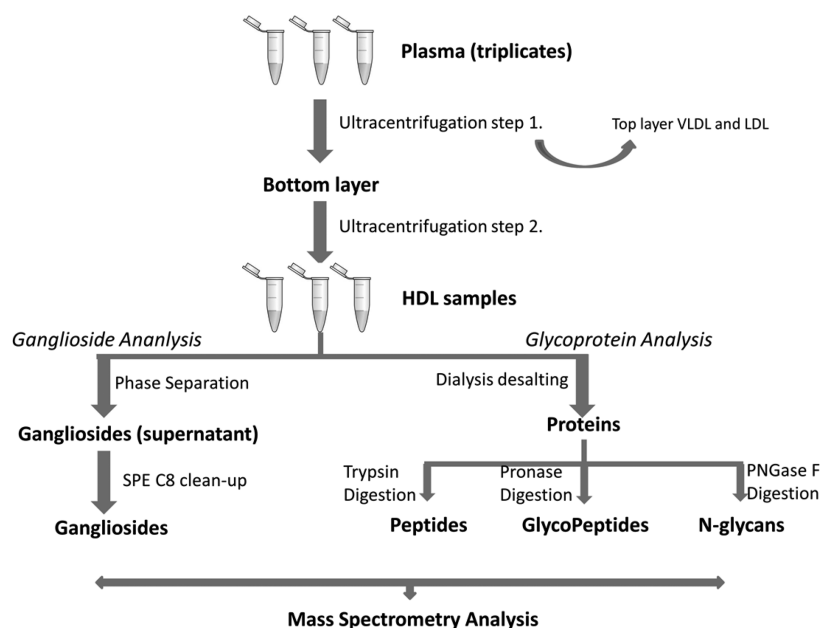 Plasma (triplicates)
Ultracentrifugation step 1.
Top layer VLDL and LDL
Bottom layer
Ultracentrifugation step 2.
HDL samples
Ganglioside Ananlysis
Glycoprotein Analysis
Phase Separation
Dialysis desalting
Gangliosides (supernatant)
Proteins
SPE C8 clean-up
Trypsin
Digestion
Pronase
Digestion
PNGase F
Digestion
Gangliosides
Peptides
GlycoPeptides
N-glycans
Mass Spectrometry Analysis